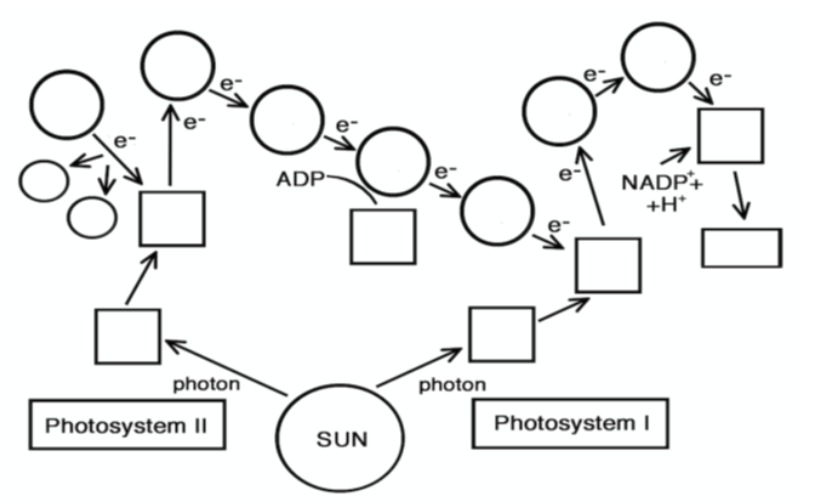 e-
e-
e-
e-
ADP
e-
e-
photon
Photosystem II
SUN
photon
Photosystem I
e-
e-
e-
NADP++
+H+